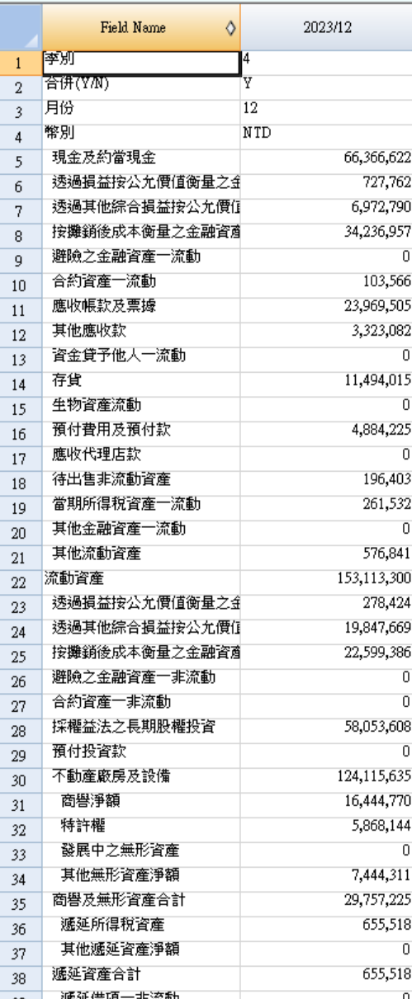 Field Name 2023/12
1 季別 4
2 合併(Y/N) Y
3 月份 12
4 幣別 NTD
5 現金及約當現金 66,366,622
6 透過損益按公允價值衡量之金 727,762
7 透過其他綜合損益按公允價值 6,972,790
8 按攤銷後成本衡量之金融資產 34,236,957
9 避險之金融資產一流動 0
10 合約資產一流動 103,566
11 應收帳款及票據 23,969,505
12 其他應收款 3,323,082
13 資金貸予他人一流動 0
14 存貨 11,494,015
15 生物資產流動 0
16 預付費用及預付款 4,884,225
17 應收代理店款 0
18 待出售非流動資產 196,403
19 當期所得稅資產一流動 261,532
20 其他金融資產一流動 0
21 其他流動資產 576,841
22 流動資產 153,113,300
23 透過損益按公允價值衡量之金 278,424
24 透過其他綜合損益按公允價值 19,847,669
25 按攤銷後成本衡量之金融資產 22,599,386
26 避險之金融資產一非流動 0
27 合約資產一非流動 0
28 採權益法之長期股權投資 58,053,608
29 預付投資款 0
30 不動產廠房及設備 124,115,635
31 商譽淨額 16,444,770
32 特許權 5,868,144
33 發展中之無形資產 0
34 其他無形資產淨額 7,444,311
35 商譽及無形資產合計 29,757,225
36 遞延所得稅資產 655,518
37 其他遞延資產淨額 0
38 遞延資產合計 655,518
遞延借項一非流動 0